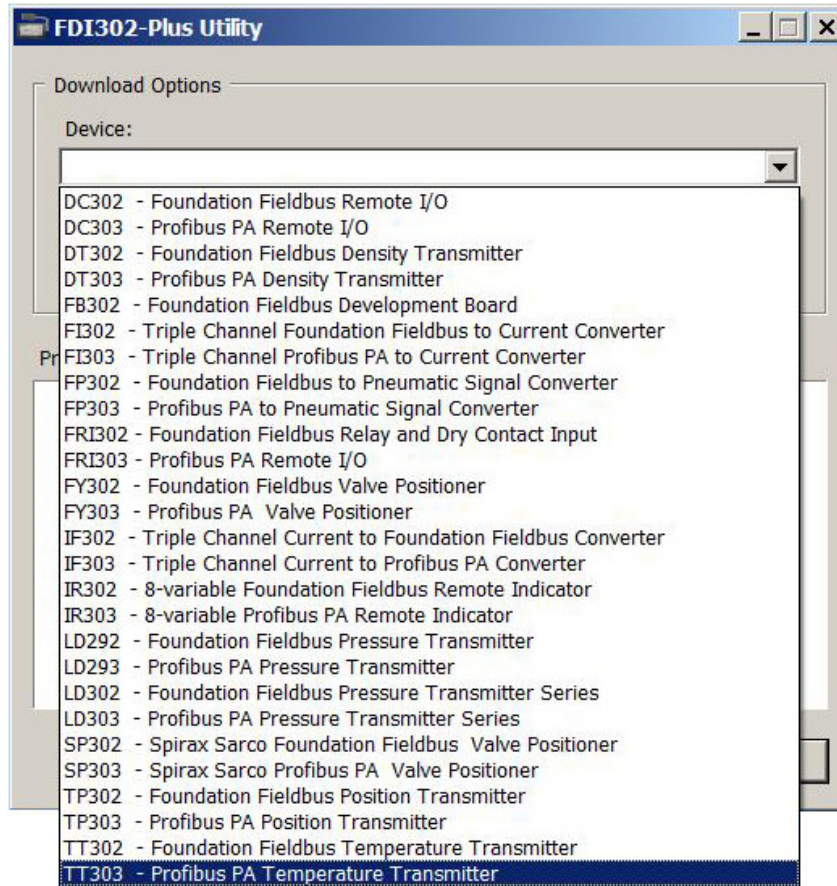 FDI302-Plus Utility
Download Options
Device:
DC302 - Foundation Fieldbus Remote I/O
DC303 - Profibus PA Remote I/O
DT302 - Foundation Fieldbus Density Transmitter
DT303 - Profibus PA Density Transmitter
FB302 - Foundation Fieldbus Development Board
FI302 - Triple Channel Foundation Fieldbus to Current Converter
Pr
FI303 - Triple Channel Profibus PA to Current Converter
FP302 - Foundation Fieldbus to Pneumatic Signal Converter
FP303 - Profibus PA to Pneumatic Signal Converter
FRI302 - Foundation Fieldbus Relay and Dry Contact Input
FRI303 - Profibus PA Remote I/O
FY302 - Foundation Fieldbus Valve Positioner
FY303 - Profibus PA Valve Positioner
IF302 - Triple Channel Current to Foundation Fieldbus Converter
IF303 - Triple Channel Current to Profibus PA Converter
IR302 - 8-variable Foundation Fieldbus Remote Indicator
IR303 - 8-variable Profibus PA Remote Indicator
LD292 - Foundation Fieldbus Pressure Transmitter
LD293 - Profibus PA Pressure Transmitter
LD302 - Foundation Fieldbus Pressure Transmitter Series
LD303 - Profibus PA Pressure Transmitter Series
SP302 - Spirax Sarco Foundation Fieldbus Valve Positioner
SP303 - Spirax Sarco Profibus PA Valve Positioner
TP302 - Foundation Fieldbus Position Transmitter
TP303 - Profibus PA Position Transmitter
TT302 - Foundation Fieldbus Temperature Transmitter
TT303 - Profibus PA Temperature Transmitter